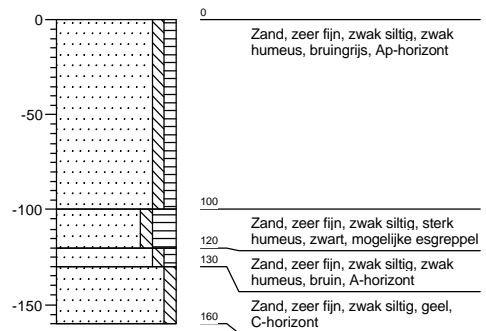 0
0
Zand, zeer fijn, zwak siltig, zwak
humeus, bruingrijs, Ap-horizont
-50
-100
100
Zand, zeer fijn, zwak siltig, sterk
humeus, zwart, mogelijke esgreppel
120
Zand, zeer fijn, zwak siltig, zwak
humeus, bruin, A-horizont
130
Zand, zeer fijn, zwak siltig, geel,
C-horizont
-150
160